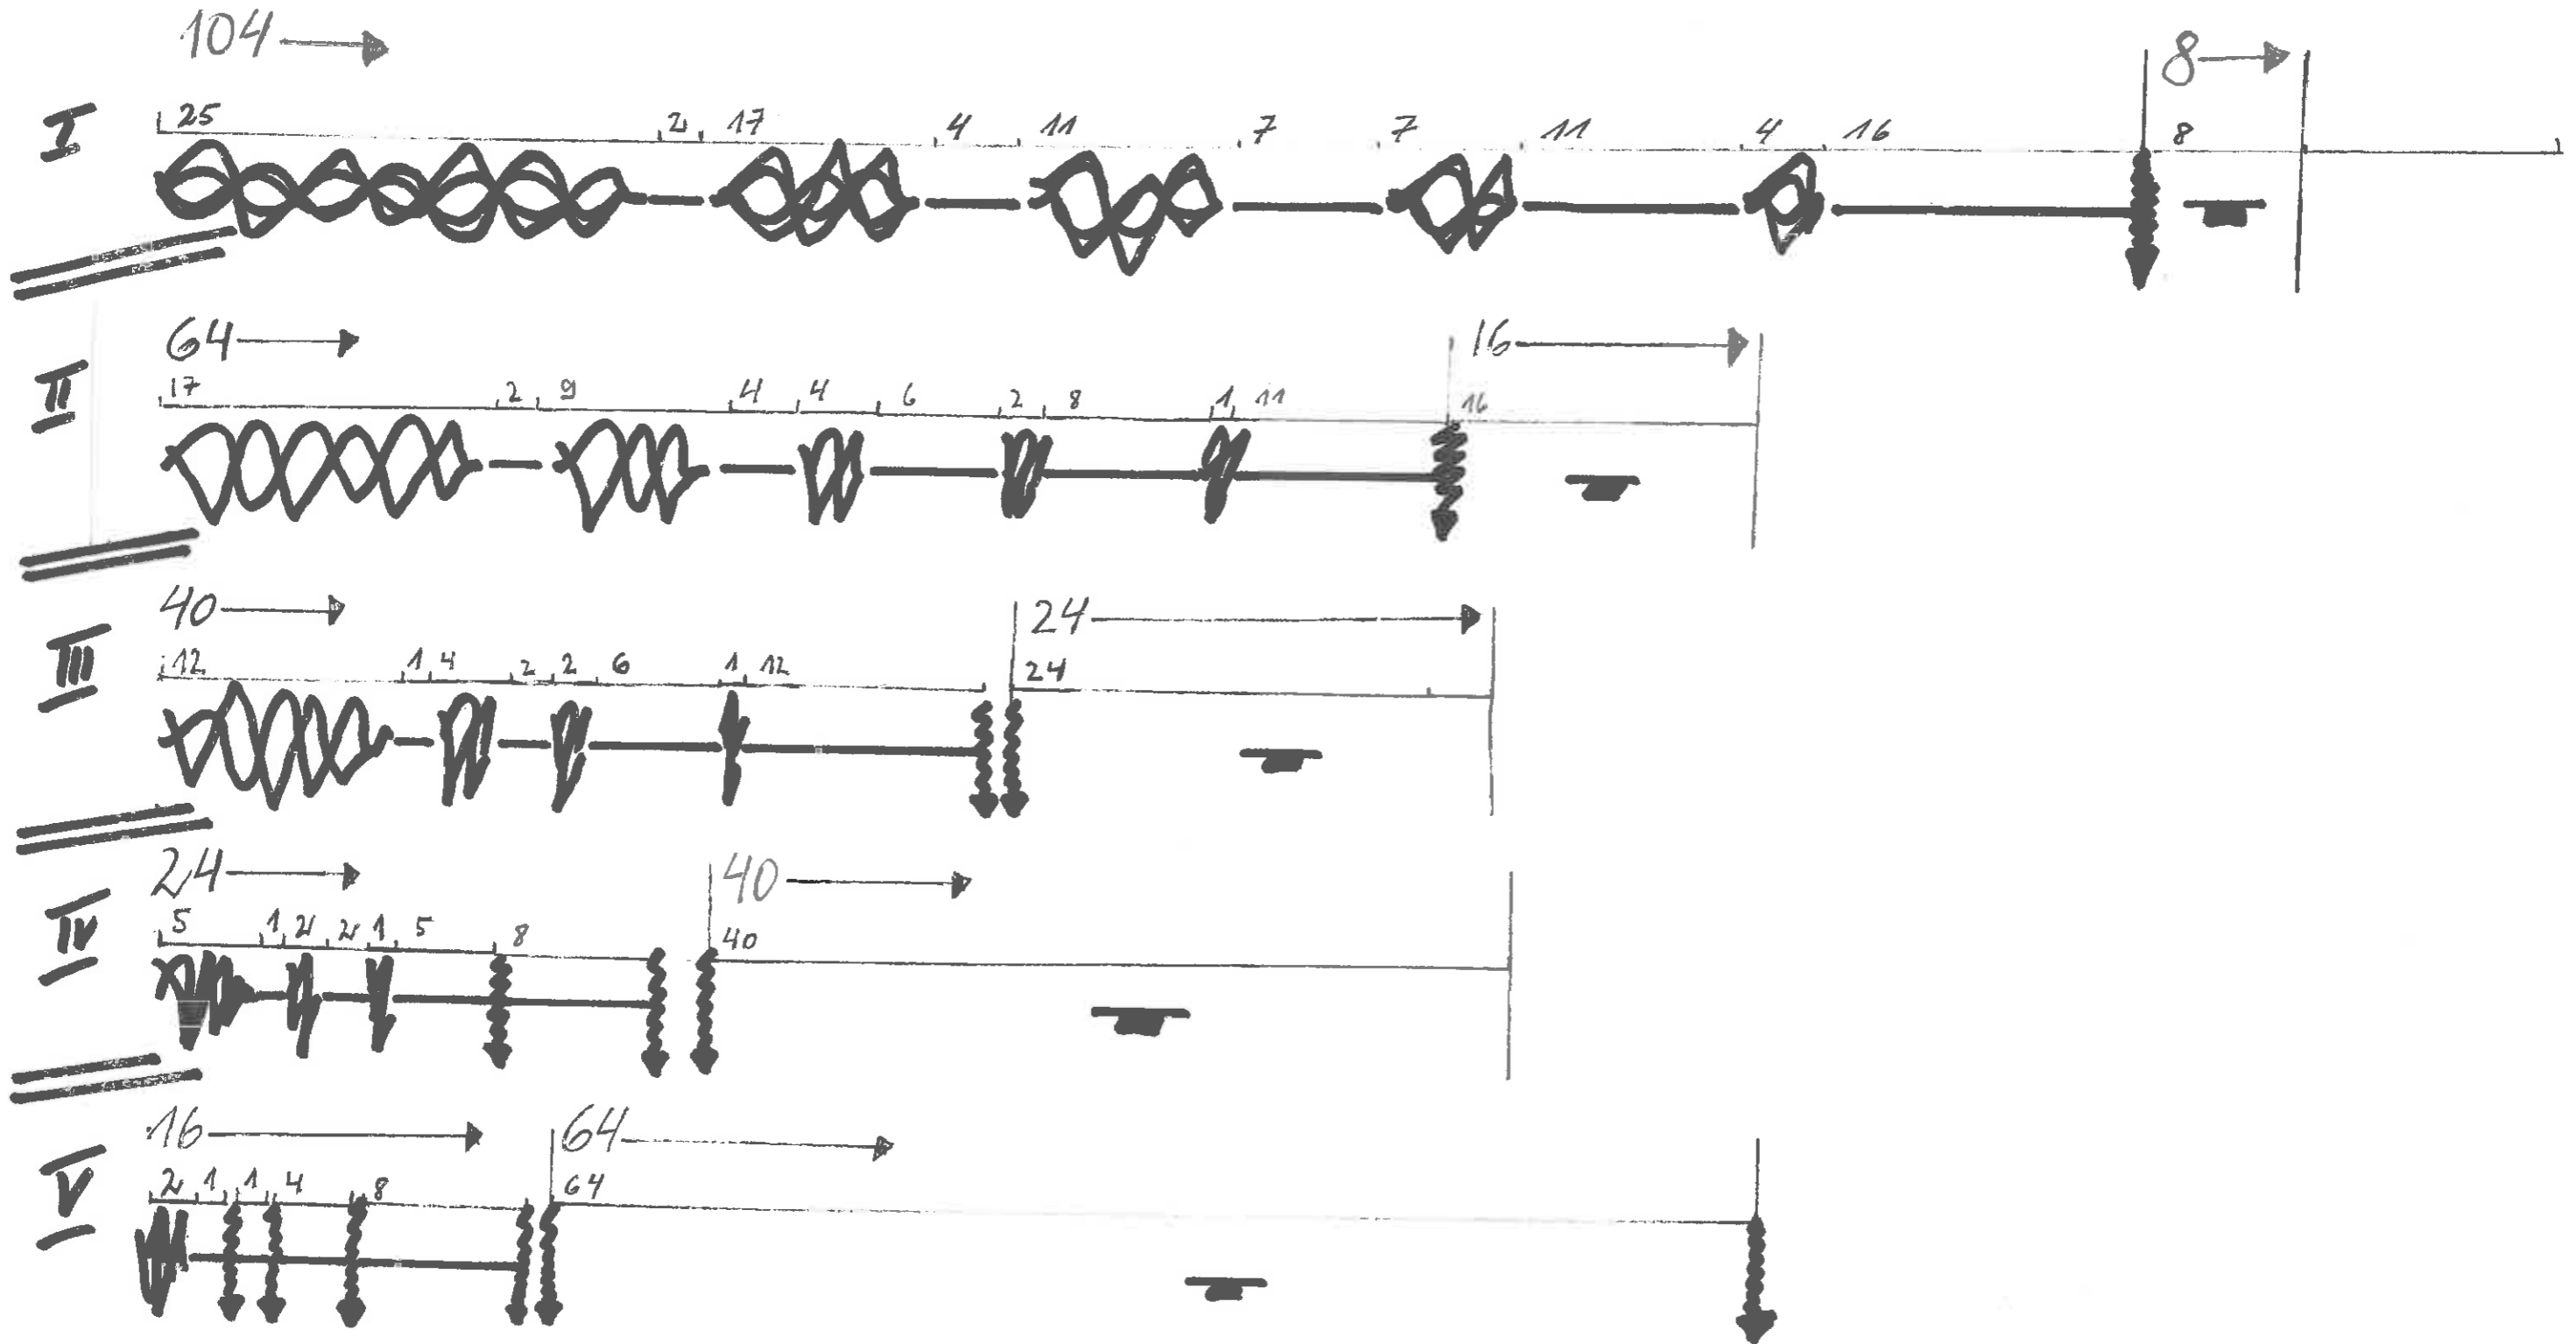 104 8
I 25 2 17 4 11 7 7 11 4 16 8
64 16
II 17 2 9 4 4 6 2 8 1 11 16
40 24
III 12 1 4 2 2 6 1 12 24
24 40
IV 5 1 2 2 1 5 8 40
16 64
V 2 1 1 4 8 64